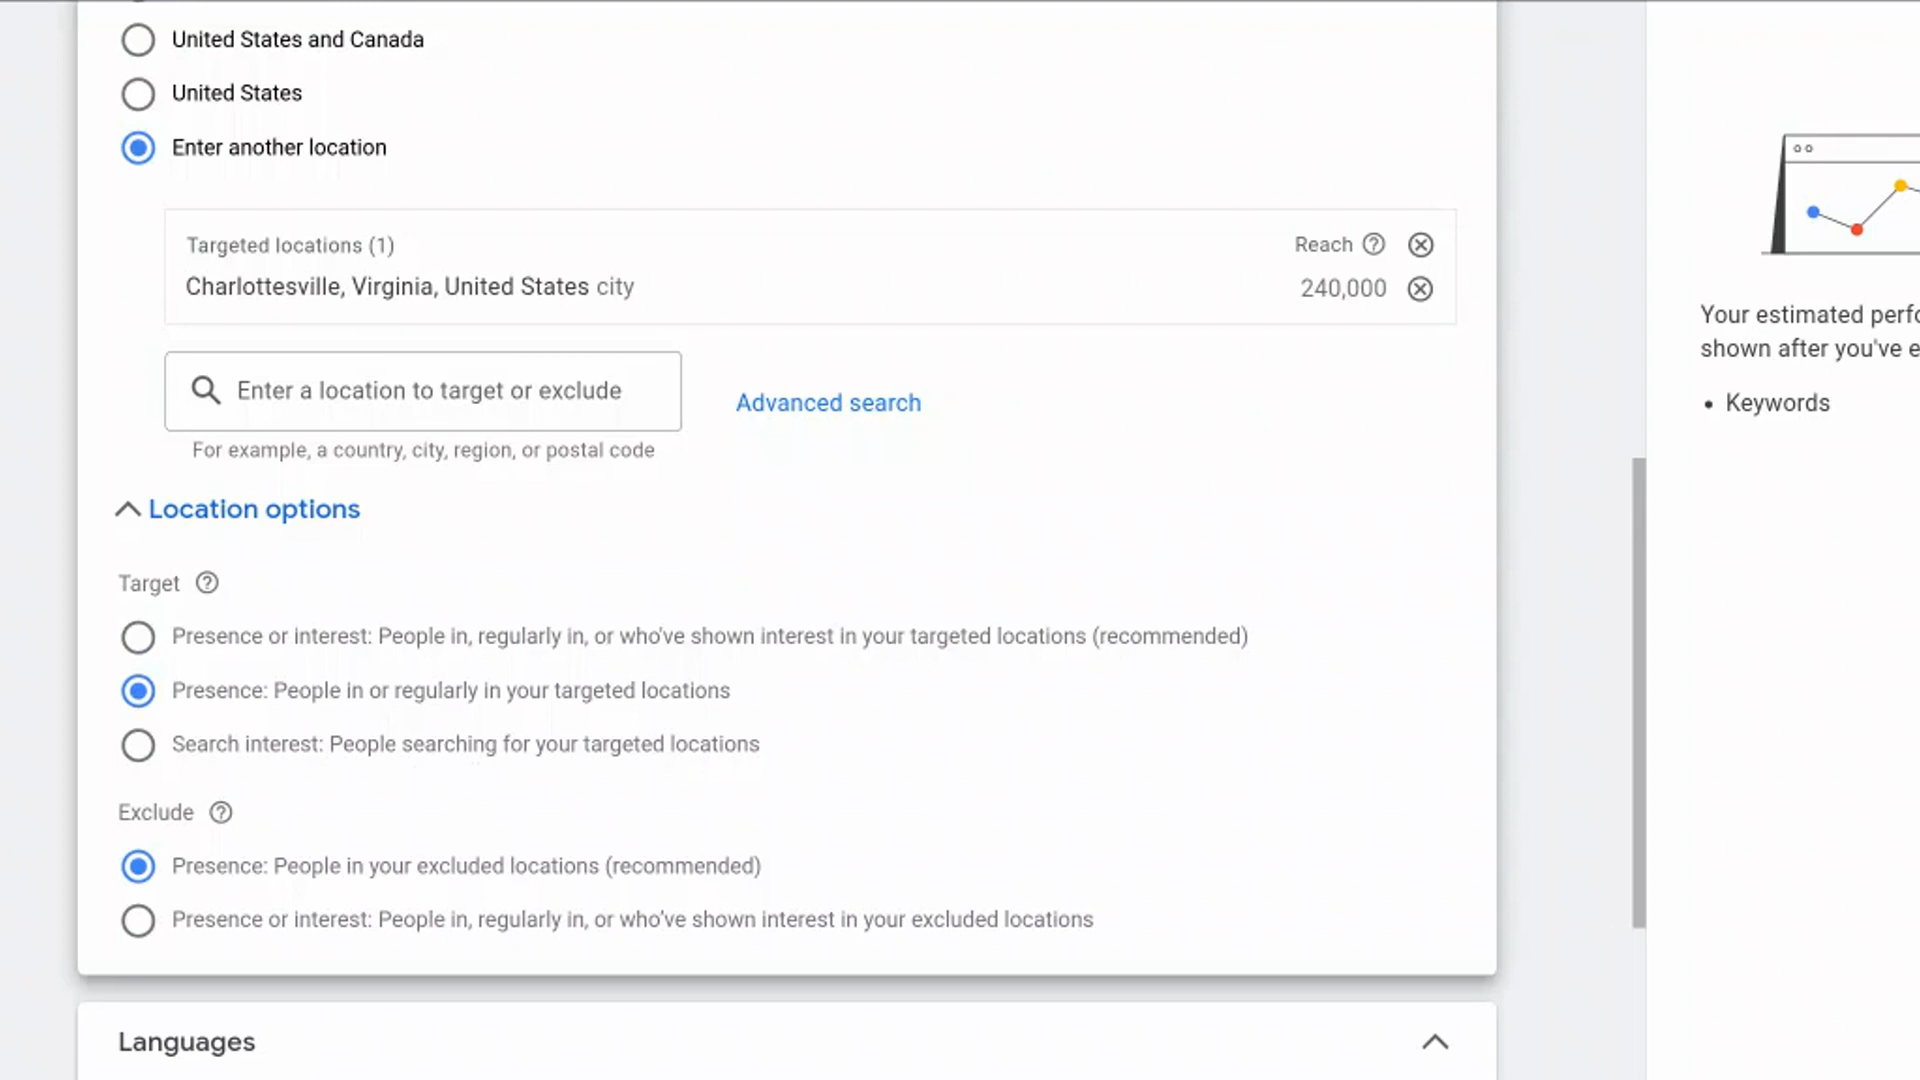 United States and Canada
United States
Enter another location
Targeted locations (1)
Reach
Charlottesville, Virginia, United States city
240,000
Enter a location to target or exclude
Advanced search
For example, a country, city, region, or postal code
Location options
Target
Presence or interest: People in, regularly in, or who've shown interest in your targeted locations (recommended)
Presence: People in or regularly in your targeted locations
Search interest: People searching for your targeted locations
Exclude
Presence: People in your excluded locations (recommended)
Presence or interest: People in, regularly in, or who've shown interest in your excluded locations
Languages
Your estimated perfo
shown after you've e
• Keywords